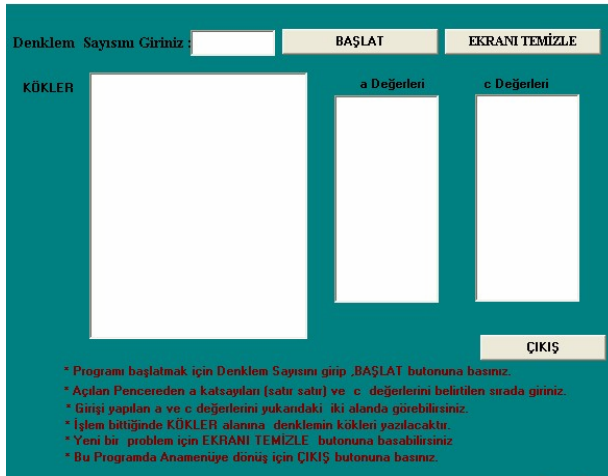 Denklem Sayısını Giriniz : BAŞLAT EKRANI TEMİZLE
KÖKLER a Değerleri c Değerleri
ÇIKIŞ
* Programı başlatmak için Denklem Sayısını girip ,BAŞLAT butonuna basınız.
* Açılan Pencereden a katsayıları (satır satır) ve c değerlerini belirtilen sırada giriniz.
* Girişi yapılan a ve c değerlerini yukarıdaki iki alanda görebilirsiniz.
* İşlem bittiğinde KÖKLER alanına denklemin kökleri yazılacaktır.
* Yeni bir problem için EKRANI TEMİZLE butonuna basabilirsiniz
* Bu Programda Anamenüye dönüş için ÇIKIŞ butonuna basınız.